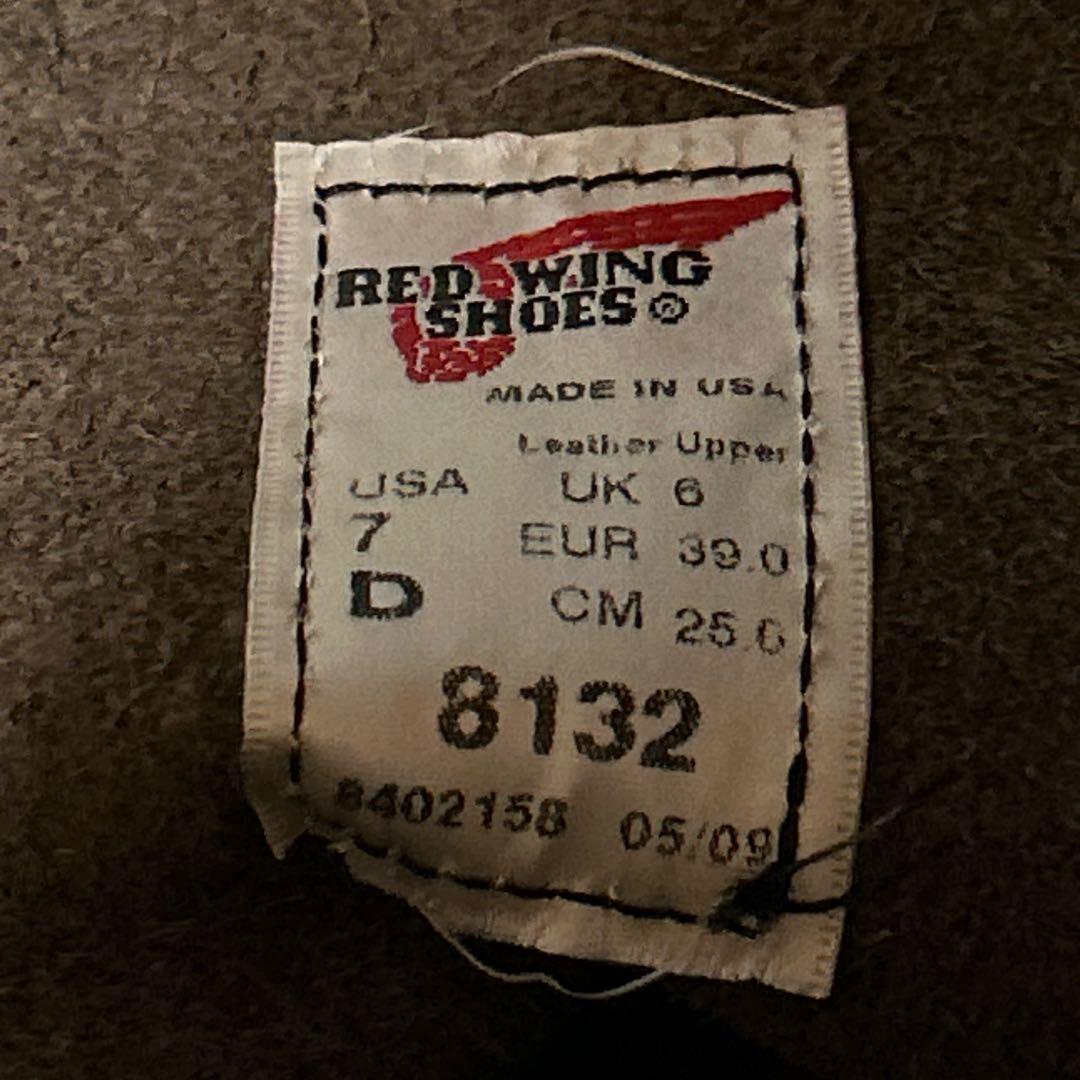 RED WING
SHOES ®
MADE IN USA
Leather Upper
USA UK 6
7 EUR 39.0
D CM 25.0
8132
6402158 05/09